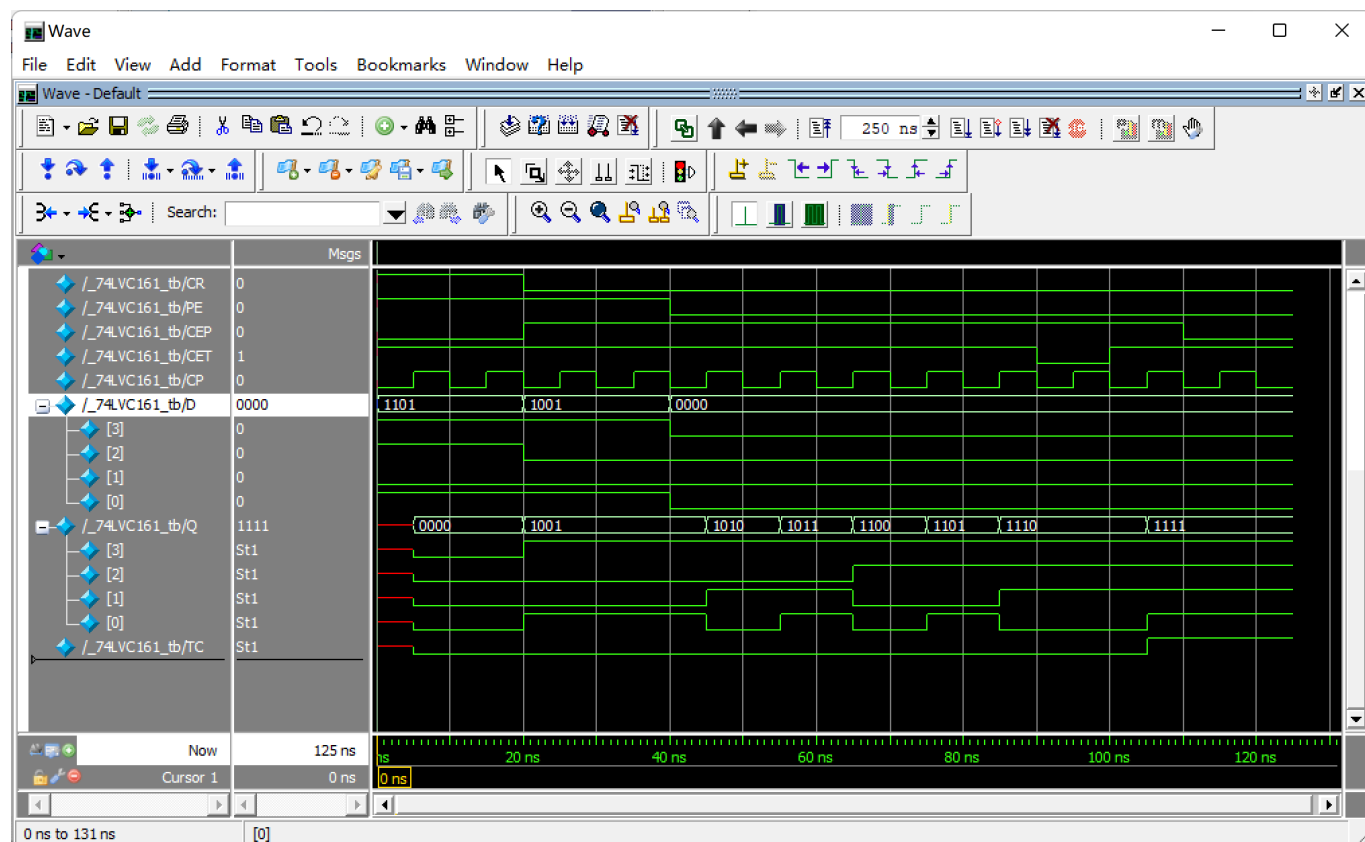 Wave
File Edit View Add Format Tools Bookmarks Window Help
Wave - Default
250 ns
Search:
Msgs
/_74LVC161_tb/CR 0
/_74LVC161_tb/PE 0
/_74LVC161_tb/CEP 0
/_74LVC161_tb/CET 1
/_74LVC161_tb/CP 0
/_74LVC161_tb/D 0000 1101 1001 0000
[3] 0
[2] 0
[1] 0
[0] 0
/_74LVC161_tb/Q 1111 0000 1001 1010 1011 1100 1101 1110 1111
[3] St1
[2] St1
[1] St1
[0] St1
/_74LVC161_tb/TC St1
Now 125 ns ns 20 ns 40 ns 60 ns 80 ns 100 ns 120 ns
Cursor 1 0 ns 0 ns
0 ns to 131 ns [0]